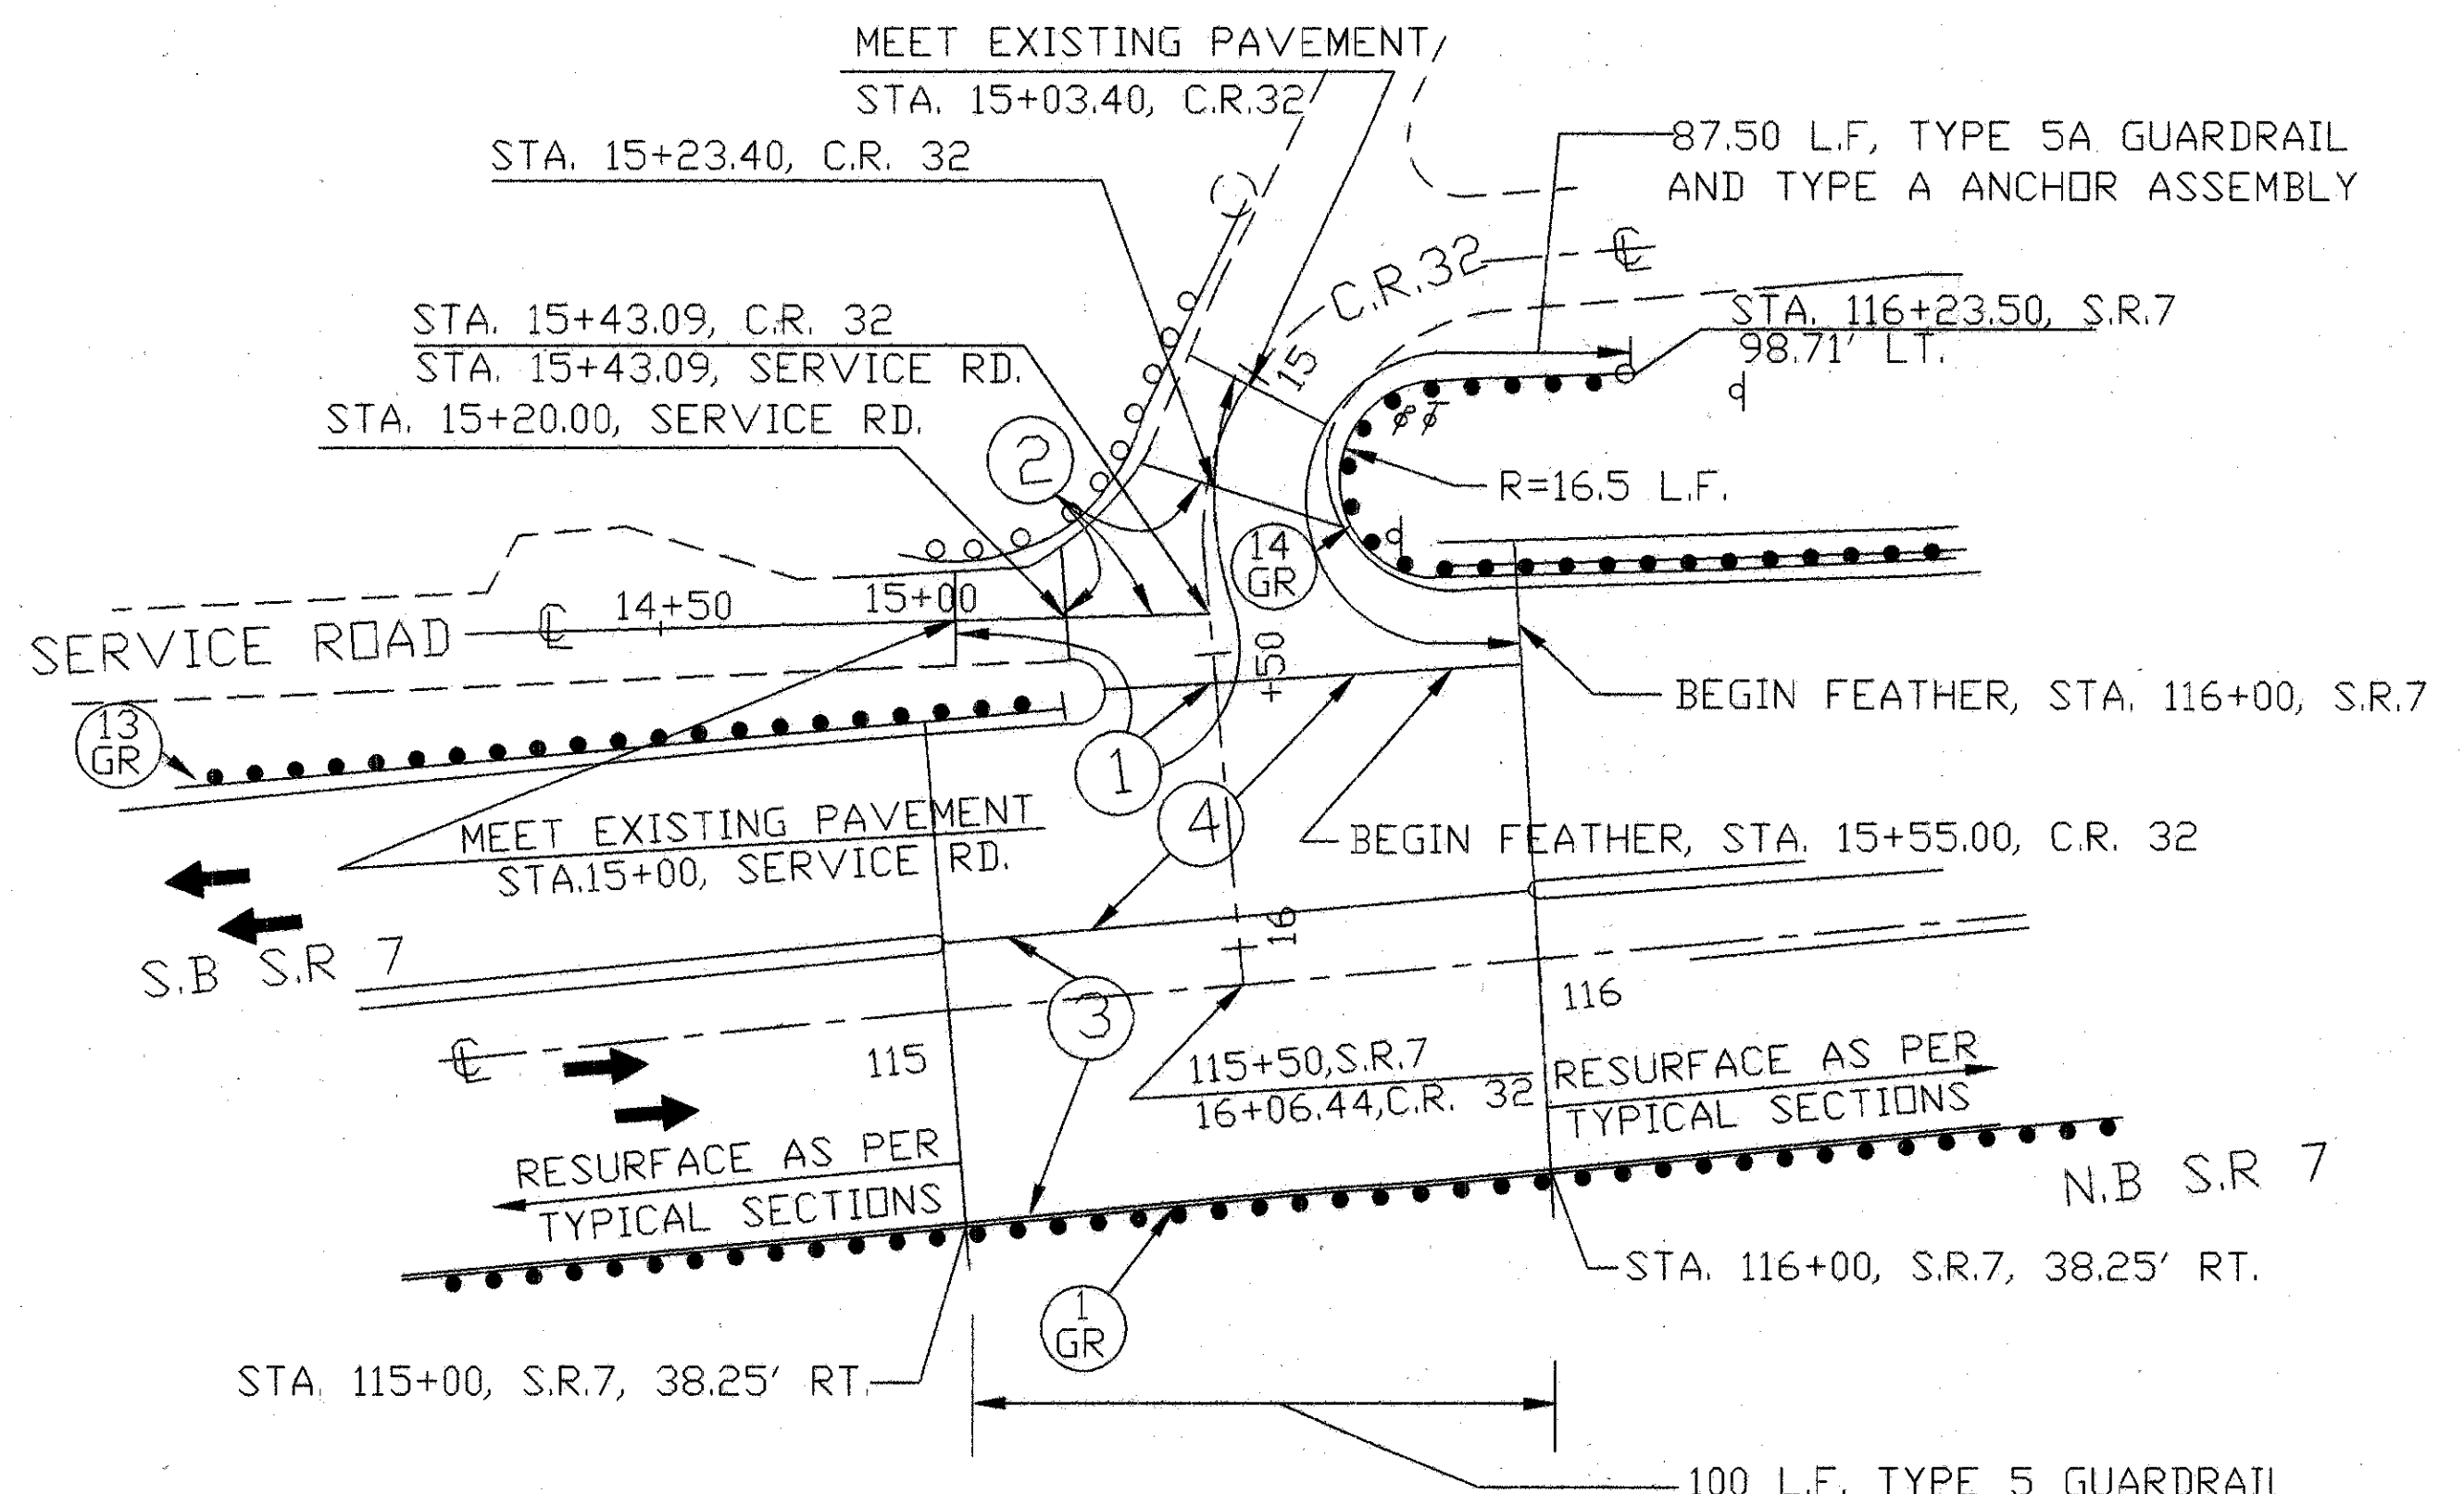 MEET EXISTING PAVEMENT
STA. 15+03.40, C.R.32
STA. 15+23.40, C.R. 32
87.50 L.F, TYPE 5A GUARDRAIL
AND TYPE A ANCHOR ASSEMBLY
C.R.32
STA. 15+43.09, C.R. 32
STA. 15+43.09, SERVICE RD.
STA. 116+23.50, S.R.7
98.71' LT.
15
STA. 15+20.00, SERVICE RD.
2
R=16.5 L.F.
14
GR
14+50
15+00
SERVICE ROAD
+50
BEGIN FEATHER, STA. 116+00, S.R.7
13
GR
1
4
MEET EXISTING PAVEMENT
STA.15+00, SERVICE RD.
BEGIN FEATHER, STA. 15+55.00, C.R. 32
16
S.B S.R 7
116
3
115
115+50,S.R.7
16+06.44,C.R. 32
RESURFACE AS PER
TYPICAL SECTIONS
RESURFACE AS PER
TYPICAL SECTIONS
N.B S.R 7
STA. 116+00, S.R.7, 38.25' RT.
1
GR
STA. 115+00, S.R.7, 38.25' RT.
100 L.F. TYPE 5 GUARDRAIL